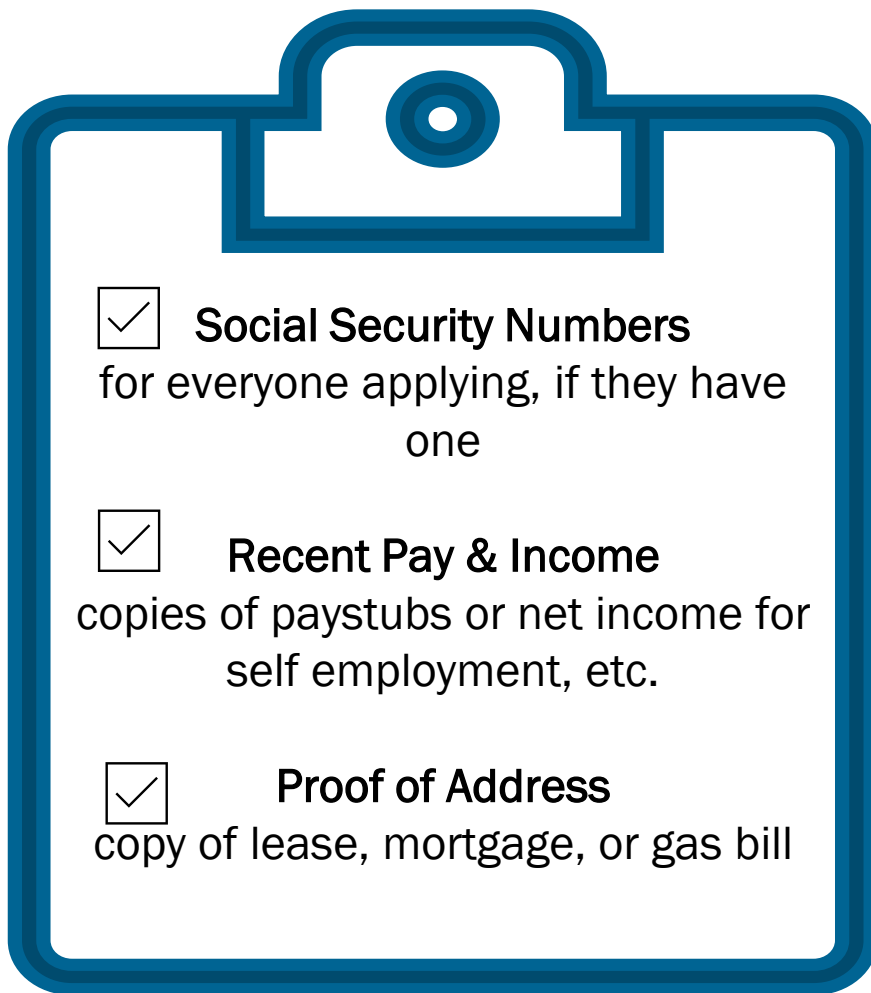 Social Security Numbers
for everyone applying, if they have
one
Recent Pay & Income
copies of paystubs or net income for
self employment, etc.
Proof of Address
copy of lease, mortgage, or gas bill